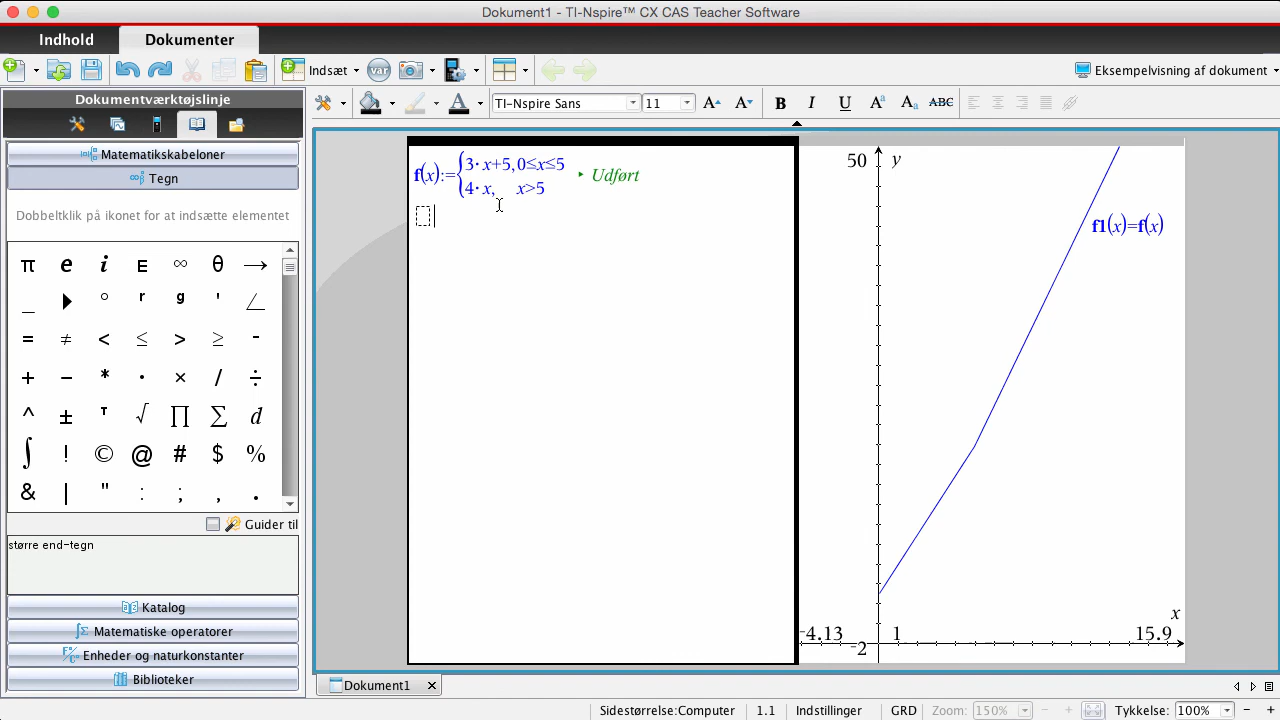 Dokument1 - TI-Nspire™ CX CAS Teacher Software
Indhold
Dokumenter
Indsæt
var
Eksempelvisning af dokument
Dokumentværktøjslinje
TI-Nspire Sans
11
B I U Aᵃ Aₐ ABC
Matematikskabeloner
Tegn
Dobbeltklik på ikonet for at indsætte elementet
π e i E ∞ θ →
_ ▶ ° r g ' ∠
= ≠ < ≤ > ≥ -
+ − * · × / ÷
^ ± T √ ∏ ∑ d
∫ ! © @ # $ %
& | " : ; , .
Guider til
større end-tegn
Katalog
Matematiske operatorer
Enheder og naturkonstanter
Biblioteker
f(x):={3·x+5, 0≤x≤5 ▸ Udført
4·x, x>5
50 y
f1(x)=f(x)
x
-4.13 1 15.9
-2
Dokument1
Sidestørrelse:Computer 1.1 Indstillinger GRD Zoom: 150% Tykkelse: 100%